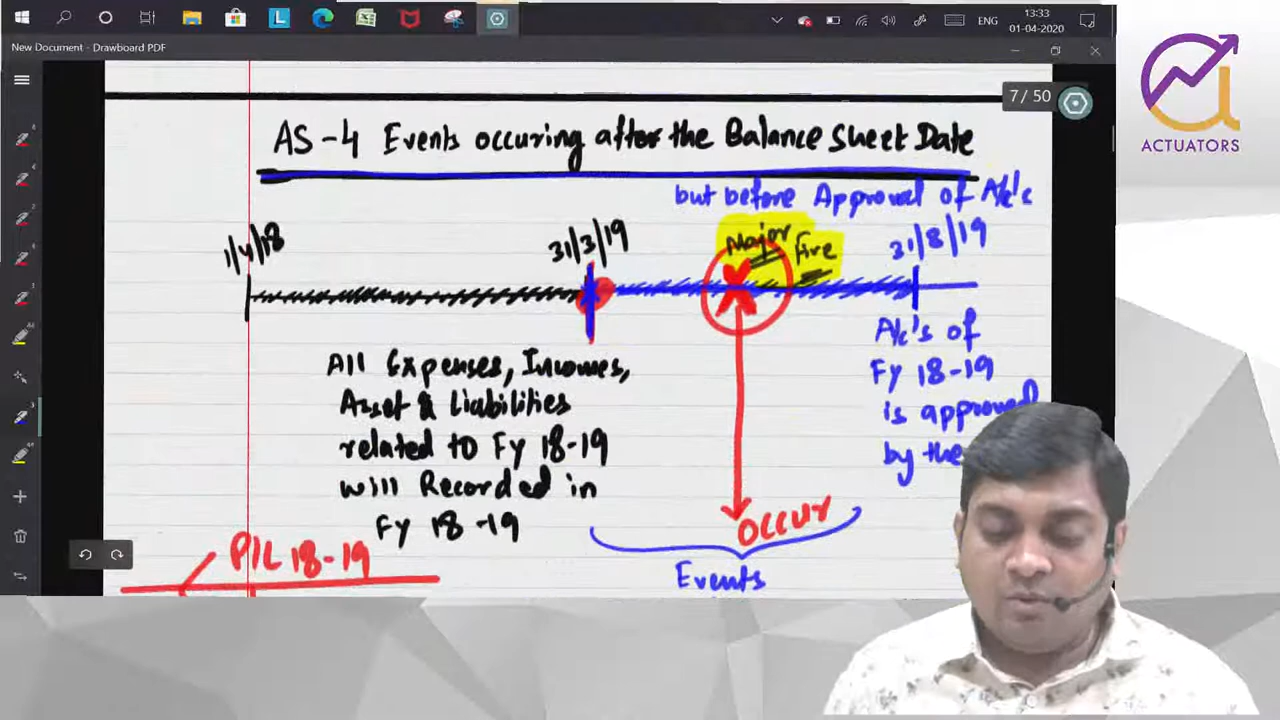 ENG
13:33
01-04-2020
New Document - Drawboard PDF
7 / 50
ACTUATORS
AS-4 Events occuring after the Balance Sheet Date
but before Approval of A/c's
1/4/18
31/3/19
Major Fire
31/8/19
All Expenses, Incomes,
Asset & Liabilities
related to Fy 18-19
will Recorded in
Fy 18-19
A/c's of
Fy 18-19
is approved
by the
occur
P/L 18-19
Events